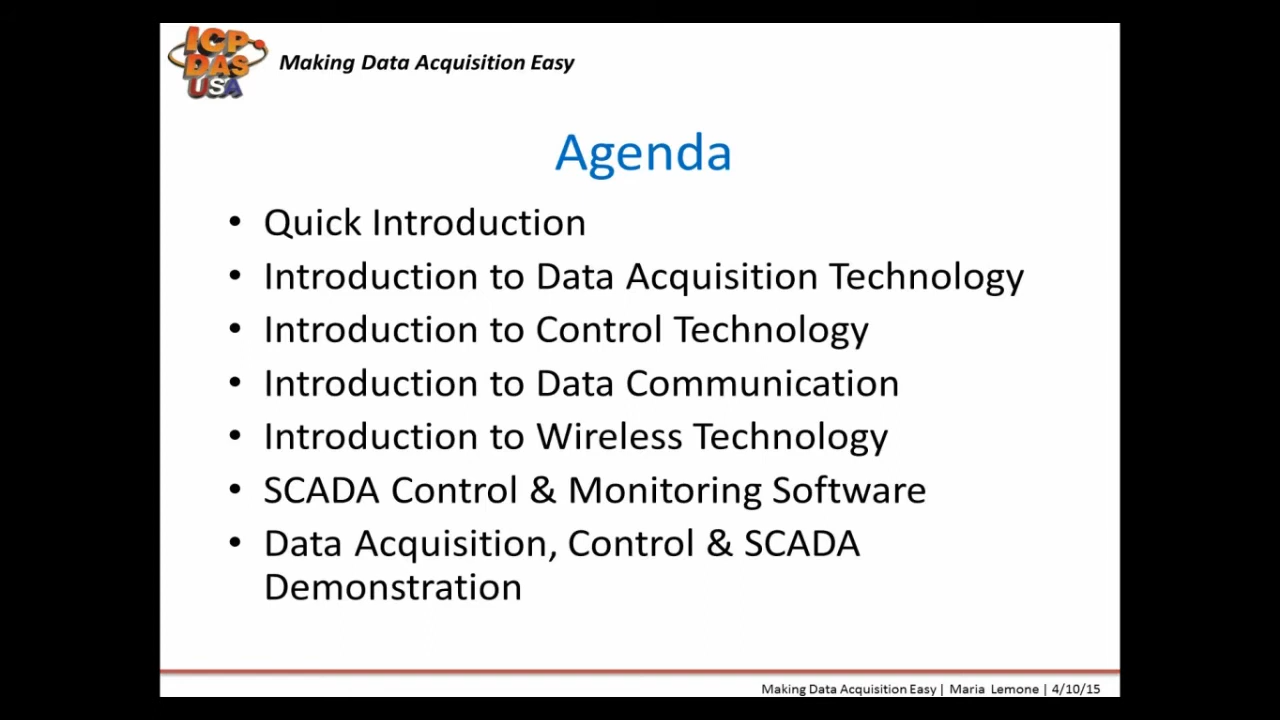 ICP
DAS
USA
Making Data Acquisition Easy
Agenda
• Quick Introduction
• Introduction to Data Acquisition Technology
• Introduction to Control Technology
• Introduction to Data Communication
• Introduction to Wireless Technology
• SCADA Control & Monitoring Software
• Data Acquisition, Control & SCADA
Demonstration
Making Data Acquisition Easy | Maria Lemone | 4/10/15